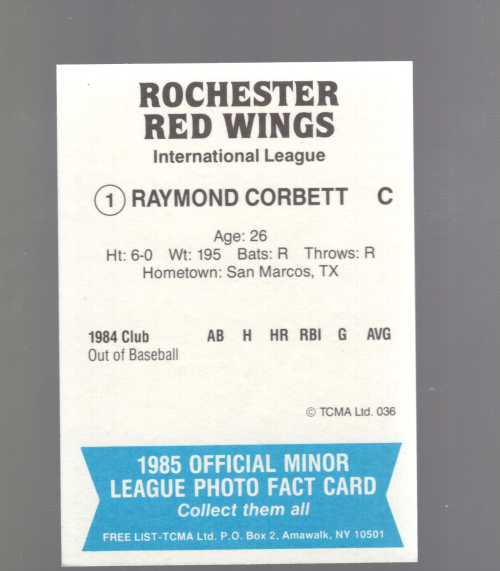 ROCHESTER
RED WINGS
International League
1 RAYMOND CORBETT C
Age: 26
Ht: 6-0 Wt: 195 Bats: R Throws: R
Hometown: San Marcos, TX
1984 Club AB H HR RBI G AVG
Out of Baseball
© TCMA Ltd. 036
1985 OFFICIAL MINOR
LEAGUE PHOTO FACT CARD
Collect them all
FREE LIST-TCMA Ltd. P.O. Box 2, Amawalk, NY 10501